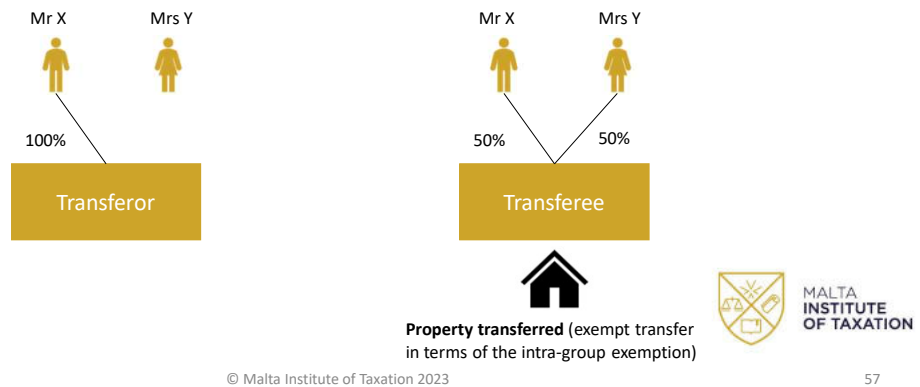 Mr X
Mrs Y
Mr X
Mrs Y
100%
50%
50%
Transferor
Transferee
Property transferred (exempt transfer
in terms of the intra-group exemption)
MALTA
INSTITUTE
OF TAXATION
© Malta Institute of Taxation 2023
57